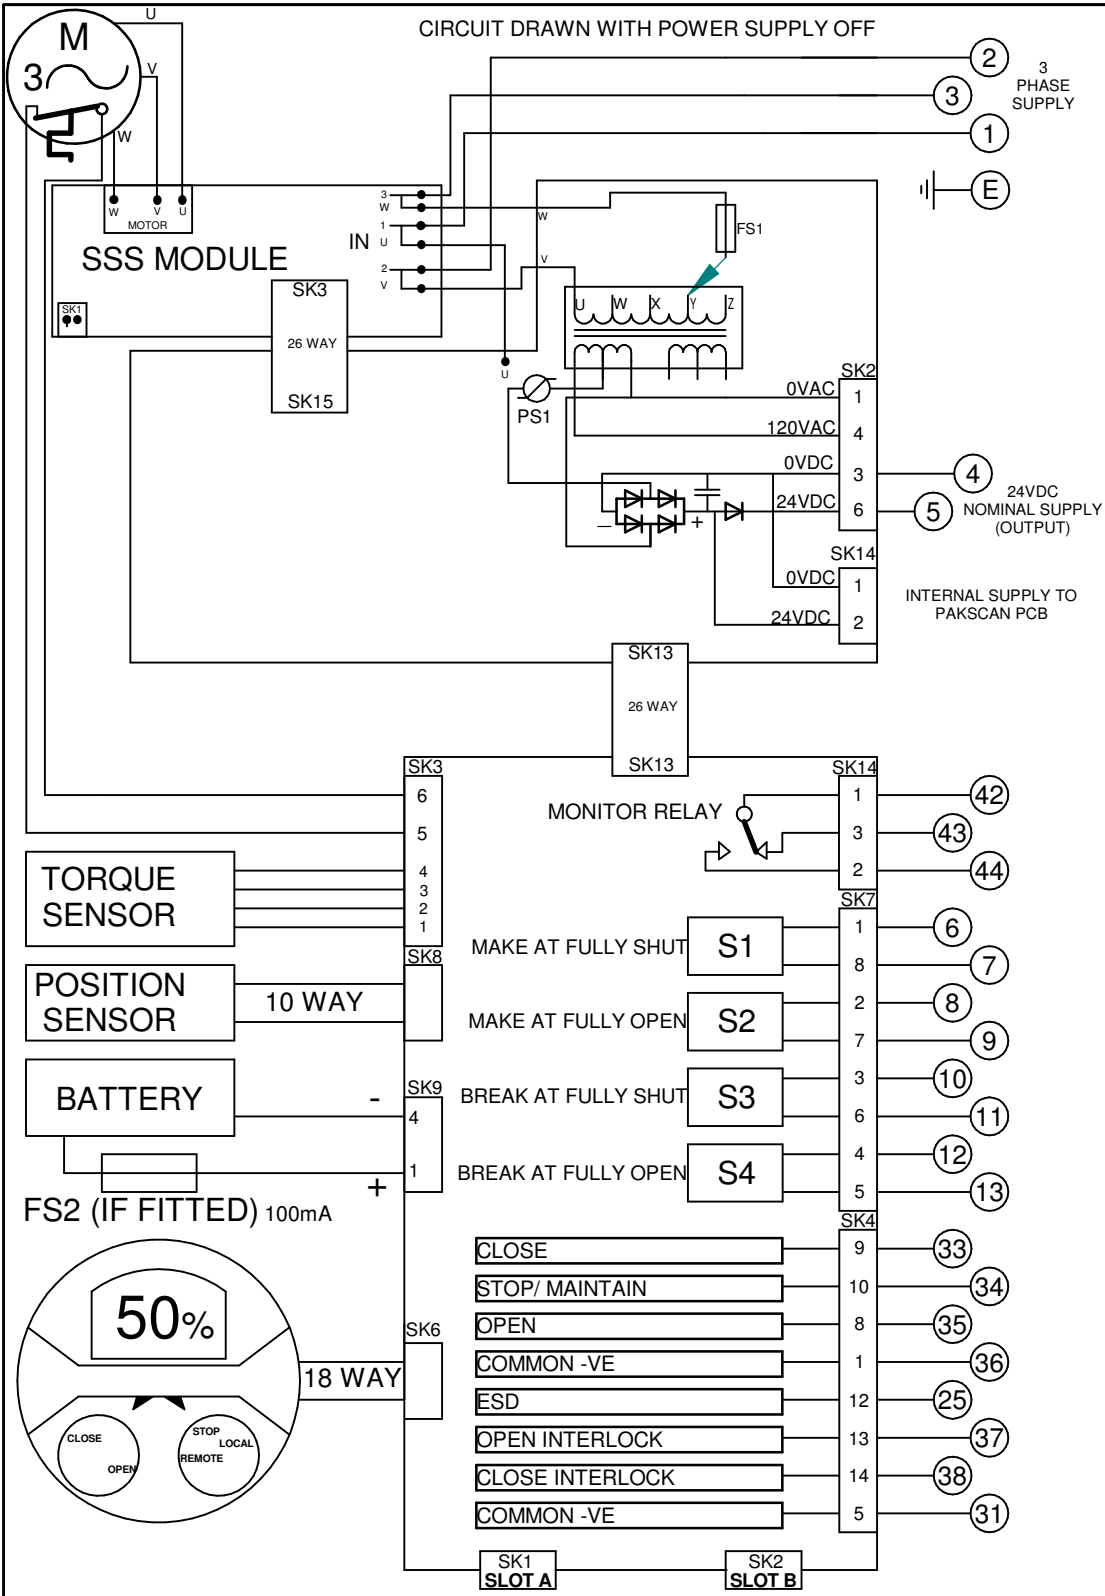 CIRCUIT DRAWN WITH POWER SUPPLY OFF
U
M
3
V
W
2
3
1
E
3
PHASE
SUPPLY
W
V
U
MOTOR
SSS MODULE
IN
3
W
1
U
2
V
W
V
U
FS1
SK1
SK3
26 WAY
SK15
U
W
X
Y
Z
PS1
SK2
0VAC
1
120VAC
4
0VDC
3
4
24VDC
6
5
24VDC
NOMINAL SUPPLY
(OUTPUT)
—
+
SK14
0VDC
1
24VDC
2
INTERNAL SUPPLY TO
PAKSCAN PCB
SK13
26 WAY
SK13
SK3
6
5
4
3
2
1
TORQUE
SENSOR
MONITOR RELAY
SK14
1
42
3
43
2
44
SK7
MAKE AT FULLY SHUT
S1
1
6
8
7
MAKE AT FULLY OPEN
S2
2
8
7
9
BREAK AT FULLY SHUT
S3
3
10
6
11
BREAK AT FULLY OPEN
S4
4
12
5
13
SK8
POSITION
SENSOR
10 WAY
BATTERY
-
+
SK9
4
1
FS2 (IF FITTED) 100mA
SK4
CLOSE
9
33
STOP/ MAINTAIN
10
34
OPEN
8
35
COMMON -VE
1
36
ESD
12
25
OPEN INTERLOCK
13
37
CLOSE INTERLOCK
14
38
COMMON -VE
5
31
50%
SK6
18 WAY
CLOSE
OPEN
STOP
LOCAL
REMOTE
SK1
SLOT A
SK2
SLOT B